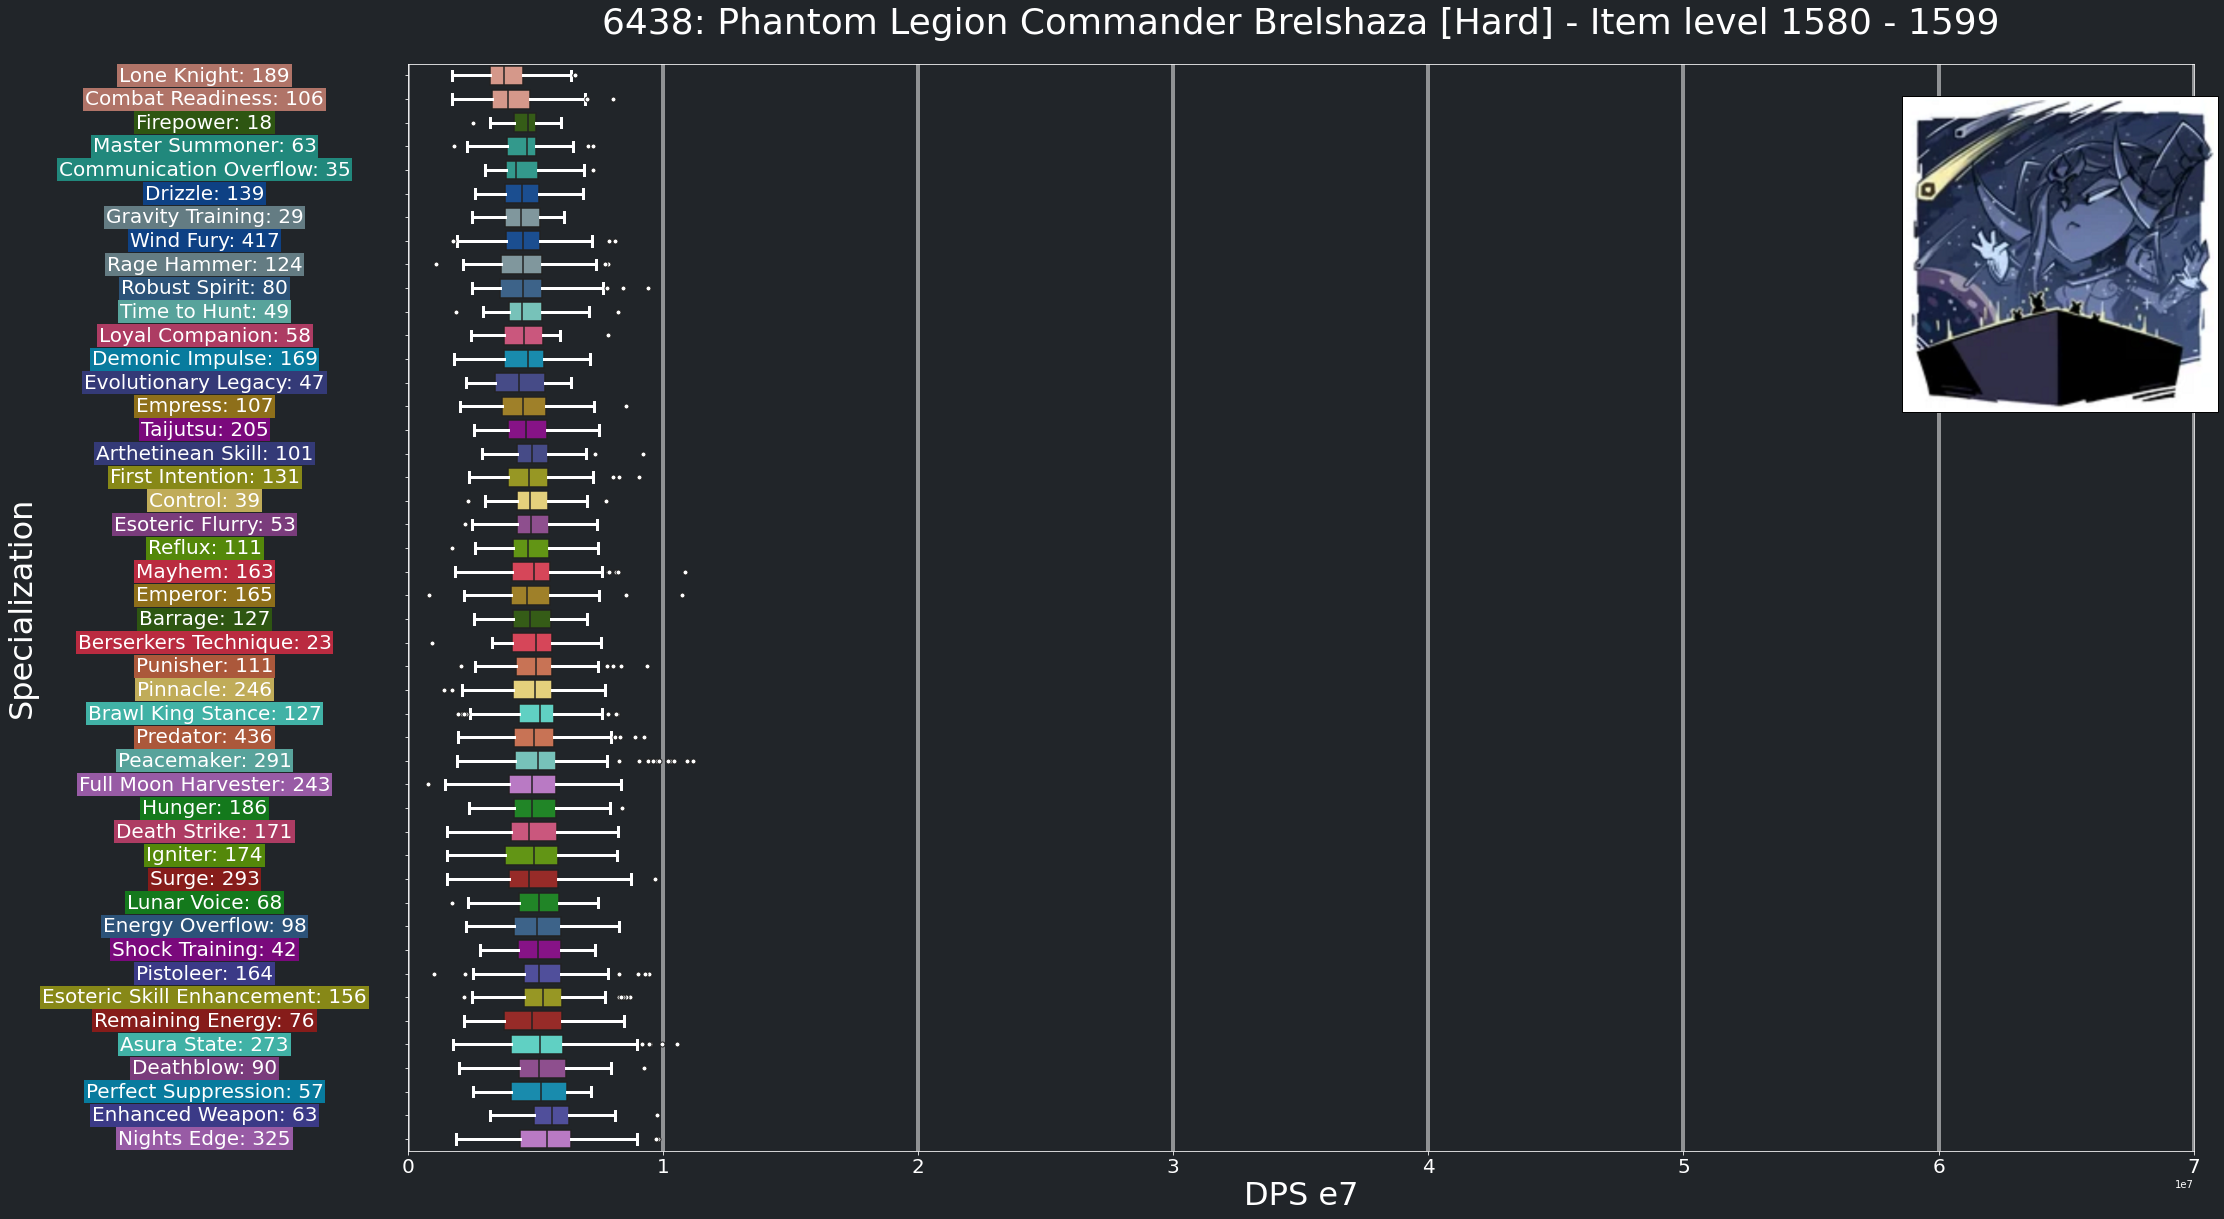 6438: Phantom Legion Commander Brelshaza [Hard] - Item level 1580 - 1599
Lone Knight: 189
Combat Readiness: 106
Firepower: 18
Master Summoner: 63
Communication Overflow: 35
Drizzle: 139
Gravity Training: 29
Wind Fury: 417
Rage Hammer: 124
Robust Spirit: 80
Time to Hunt: 49
Loyal Companion: 58
Demonic Impulse: 169
Evolutionary Legacy: 47
Empress: 107
Taijutsu: 205
Arthetinean Skill: 101
First Intention: 131
Control: 39
Esoteric Flurry: 53
Reflux: 111
Mayhem: 163
Emperor: 165
Barrage: 127
Berserkers Technique: 23
Punisher: 111
Pinnacle: 246
Brawl King Stance: 127
Predator: 436
Peacemaker: 291
Full Moon Harvester: 243
Hunger: 186
Death Strike: 171
Igniter: 174
Surge: 293
Lunar Voice: 68
Energy Overflow: 98
Shock Training: 42
Pistoleer: 164
Esoteric Skill Enhancement: 156
Remaining Energy: 76
Asura State: 273
Deathblow: 90
Perfect Suppression: 57
Enhanced Weapon: 63
Nights Edge: 325
Specialization
0 1 2 3 4 5 6 7
1e7
DPS e7